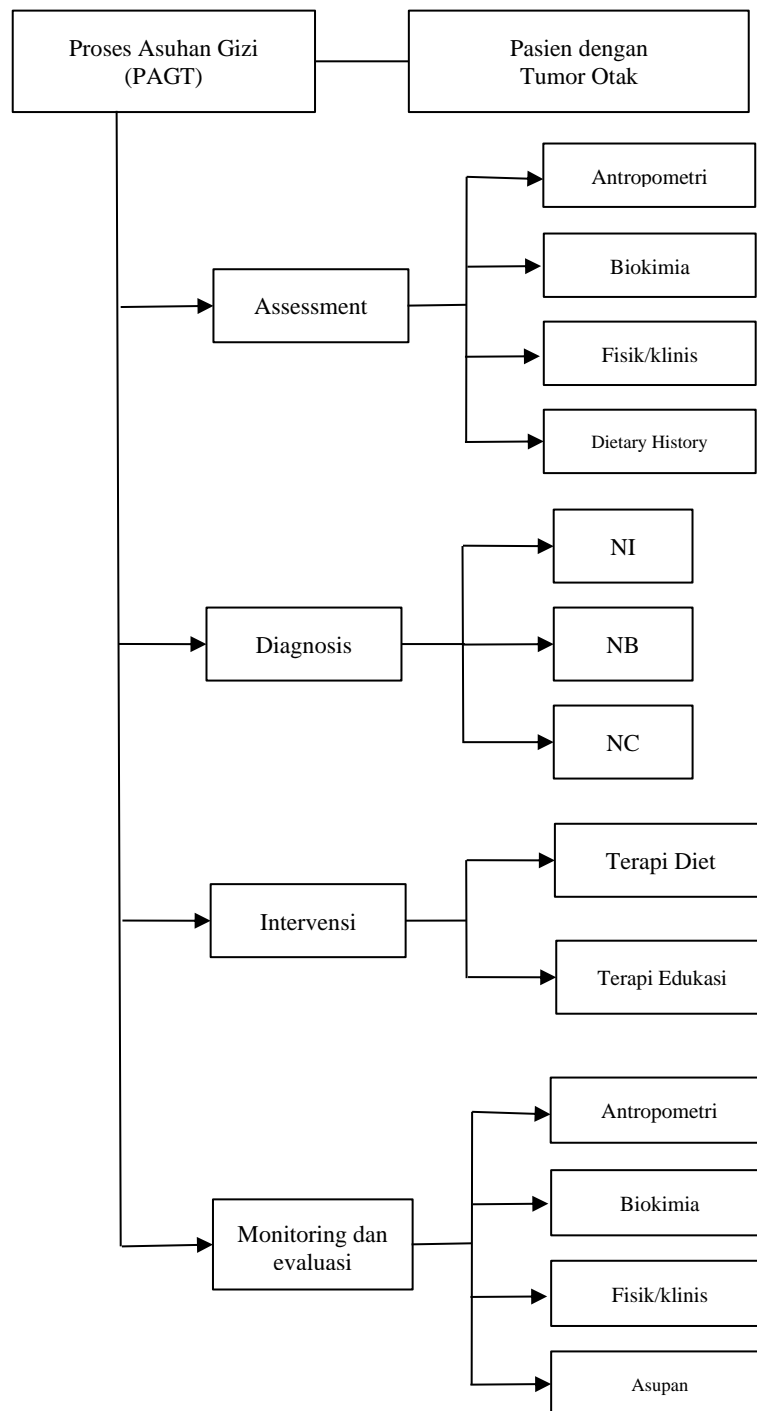 Proses Asuhan Gizi
(PAGT)
Pasien dengan
Tumor Otak
Assessment
Antropometri
Biokimia
Fisik/klinis
Dietary History
Diagnosis
NI
NB
NC
Intervensi
Terapi Diet
Terapi Edukasi
Monitoring dan
evaluasi
Antropometri
Biokimia
Fisik/klinis
Asupan